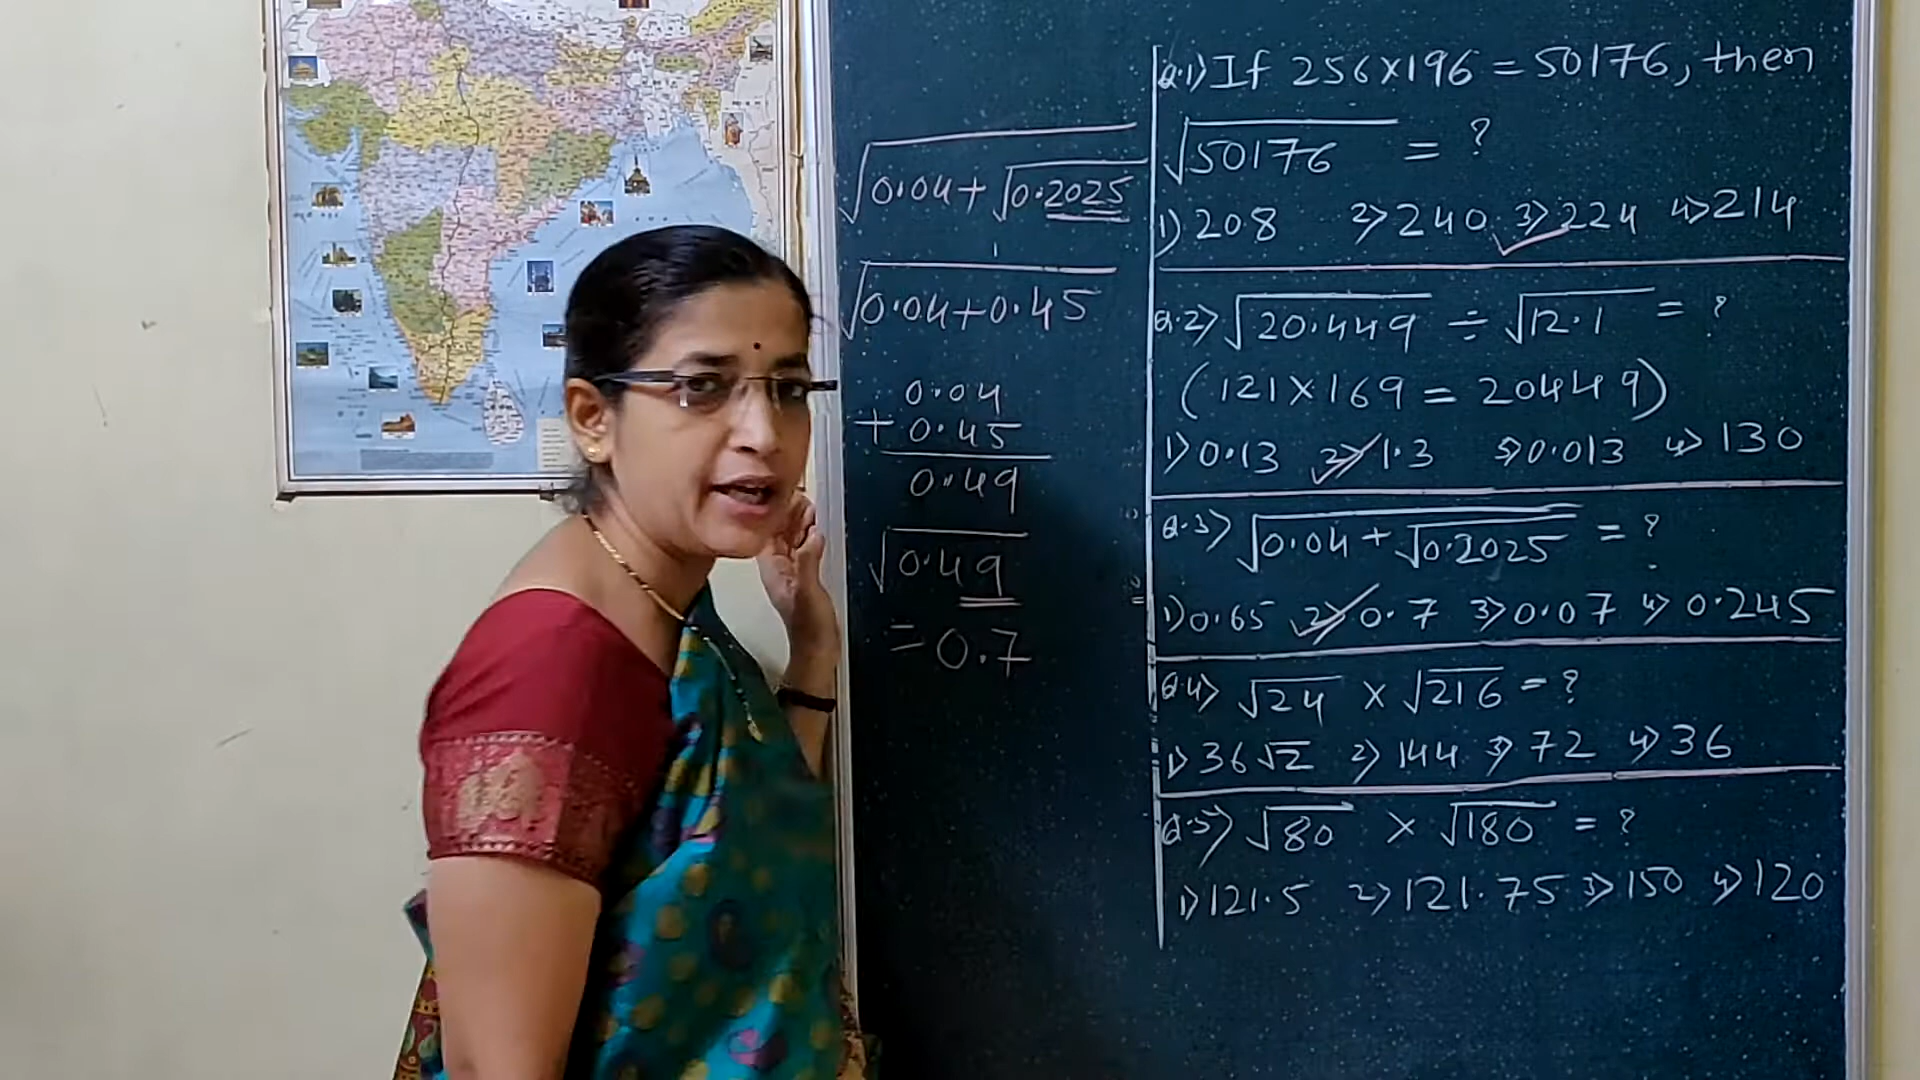 √(0.04+√0.2025)
√(0.04+0.45)
0.04
+ 0.45
0.49
√0.49
= 0.7
Q.1) If 256×196 = 50176, then
√50176 = ?
1) 208 2) 240 3) 224 4) 214
Q.2) √20.449 ÷ √12.1 = ?
(121×169 = 20449)
1) 0.13 2) 1.3 3) 0.013 4) 130
Q.3) √(0.04+√0.2025) = ?
1) 0.65 2) 0.7 3) 0.07 4) 0.245
Q.4) √24 × √216 = ?
1) 36√2 2) 144 3) 72 4) 36
Q.5) √80 × √180 = ?
1) 121.5 2) 121.75 3) 150 4) 120